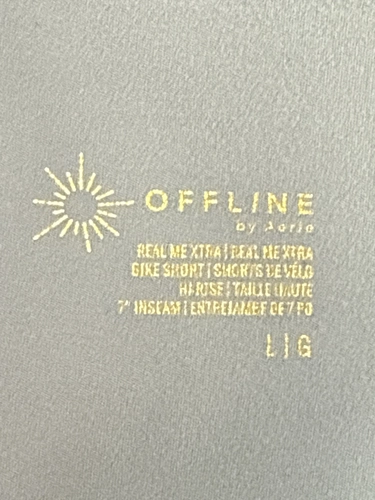 OFFLINE
by Aerie
REAL ME XTRA | REAL ME XTRA
BIKE SHORT | SHORTS DE VÉLO
HI-RISE | TAILLE HAUTE
7" INSEAM | ENTREJAMBE DE 7 PO
L | G